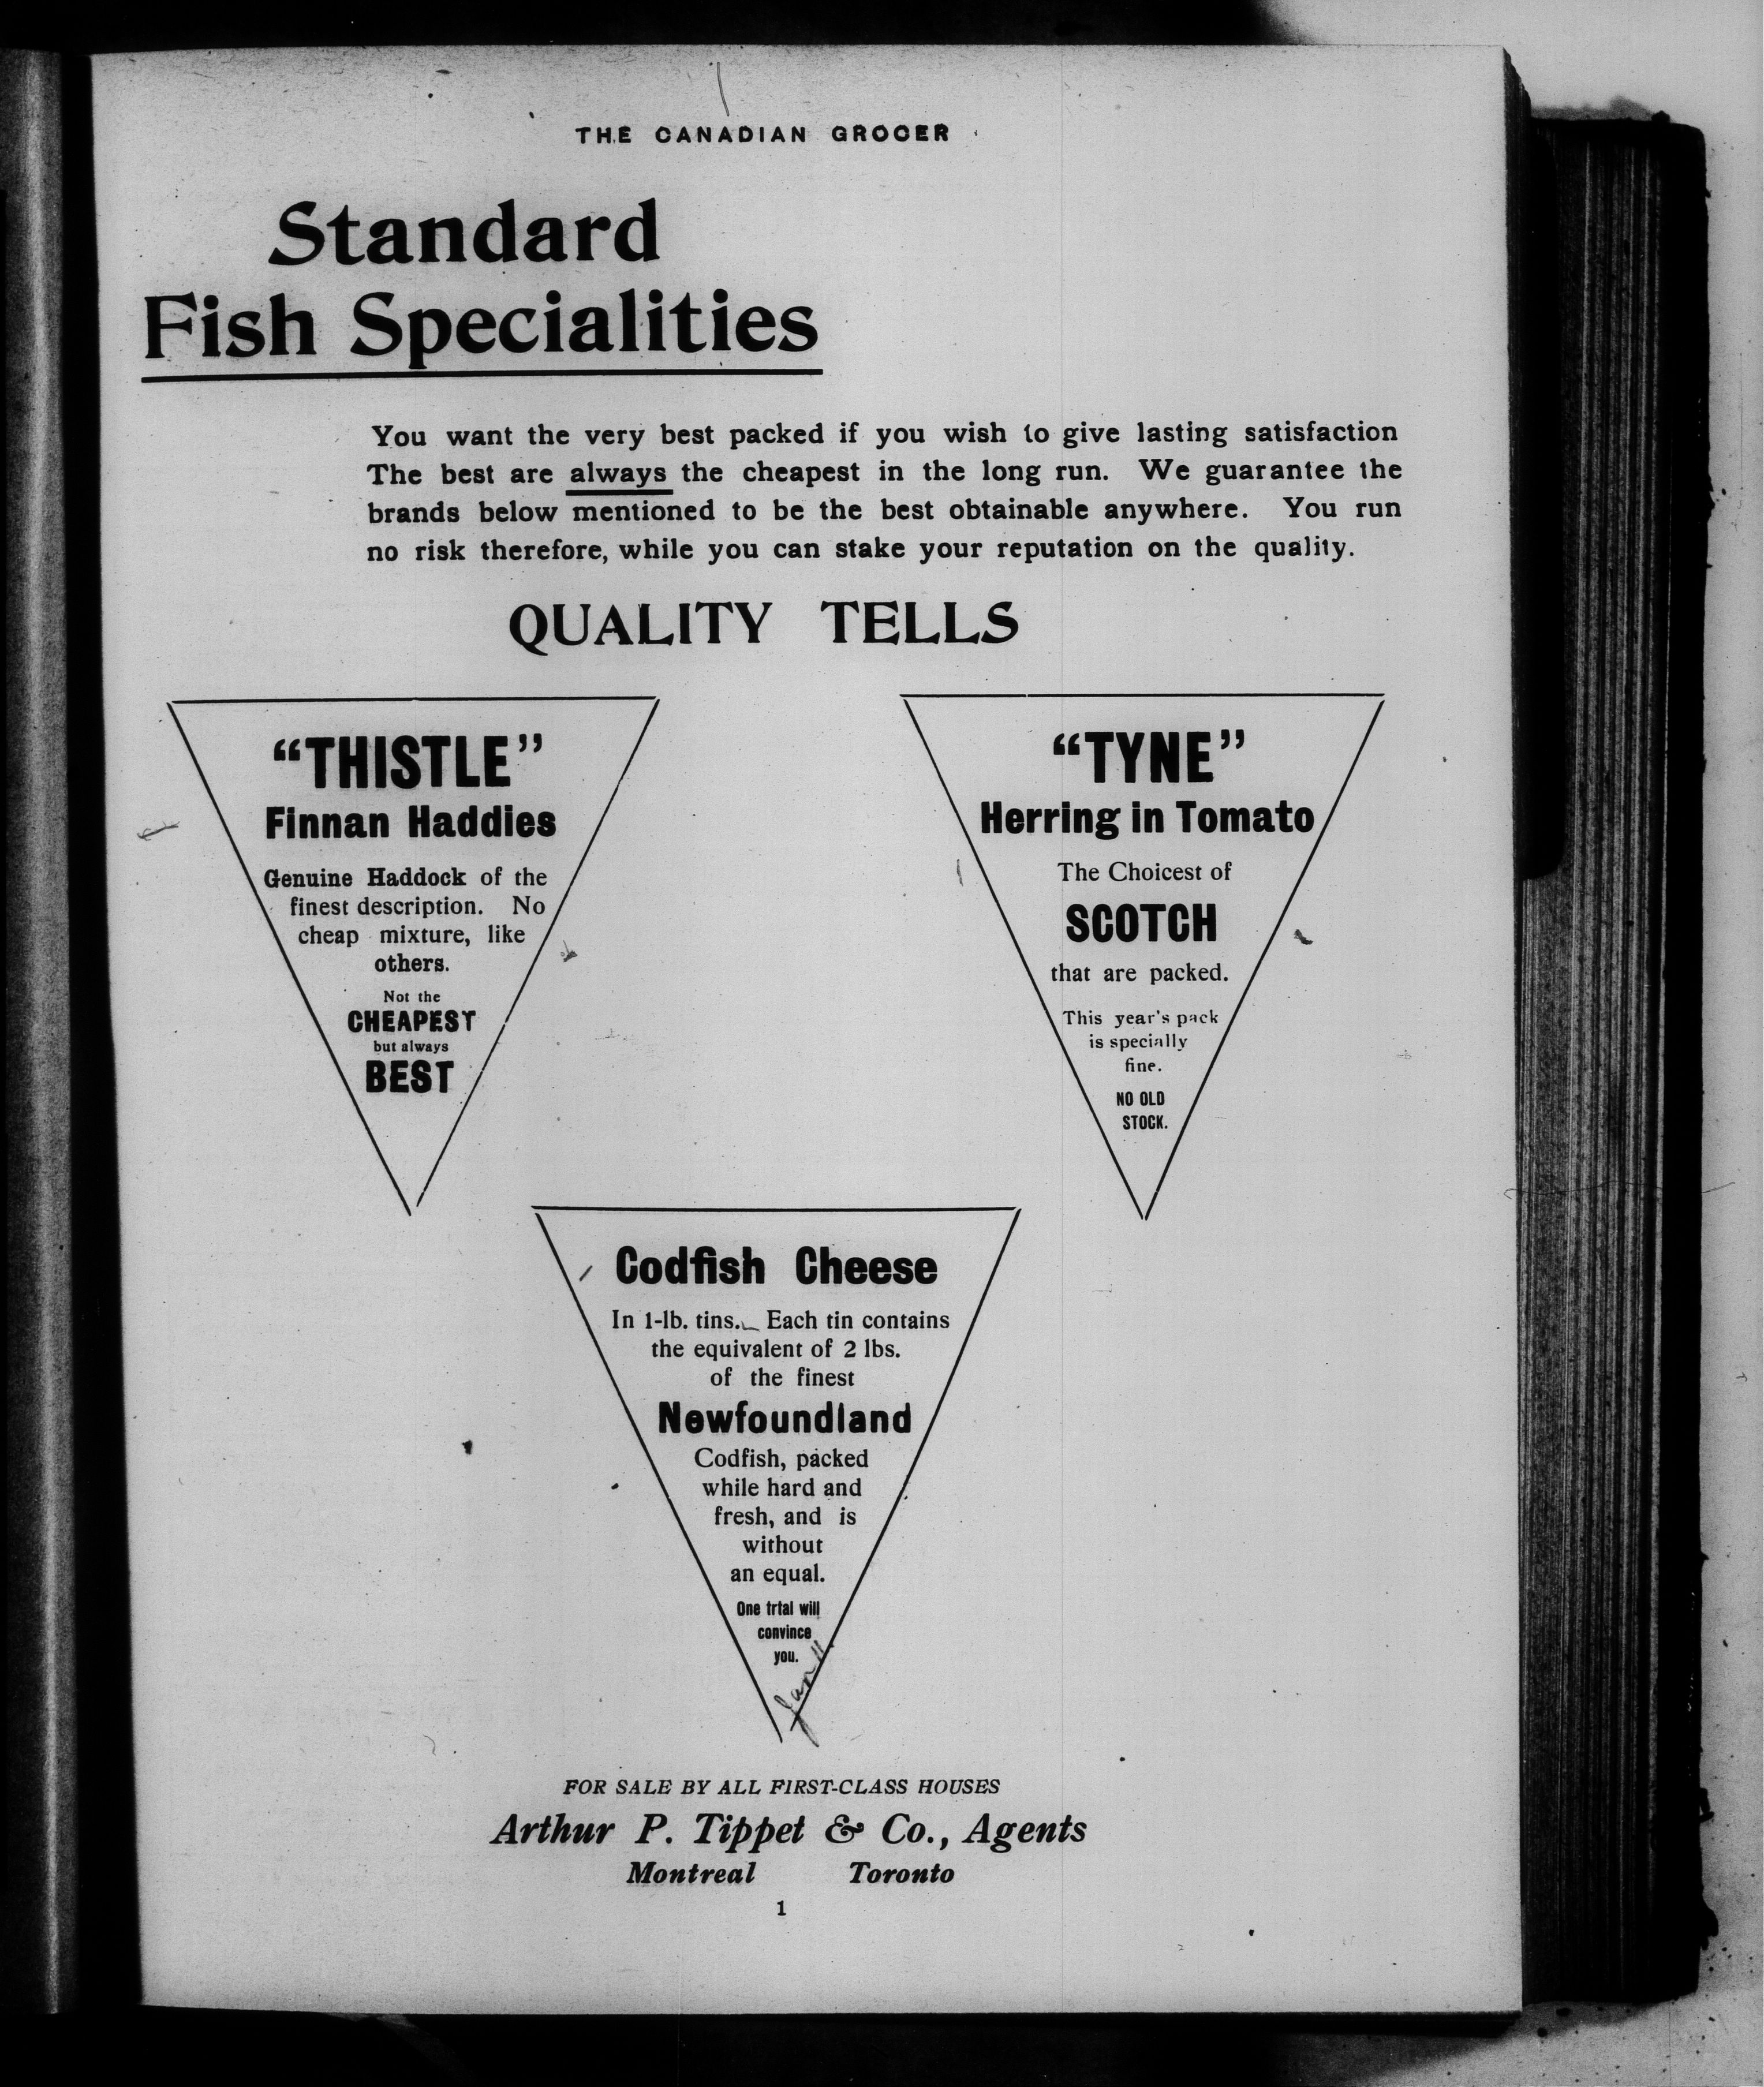 THE CANADIAN GROCER
Standard
Fish Specialities
You want the very best packed if you wish to give lasting satisfaction
The best are always the cheapest in the long run. We guarantee the
brands below mentioned to be the best obtainable anywhere. You run
no risk therefore, while you can stake your reputation on the quality.
QUALITY TELLS
“THISTLE”
Finnan Haddies
Genuine Haddock of the
finest description. No
cheap mixture, like
others.
Not the
CHEAPEST
but always
BEST
“TYNE”
Herring in Tomato
The Choicest of
SCOTCH
that are packed.
This year's pack
is specially
fine.
NO OLD
STOCK.
Codfish Cheese
In 1-lb. tins. Each tin contains
the equivalent of 2 lbs.
of the finest
Newfoundland
Codfish, packed
while hard and
fresh, and is
without
an equal.
One trtal will
convince
you.
FOR SALE BY ALL FIRST-CLASS HOUSES
Arthur P. Tippet & Co., Agents
Montreal Toronto
1